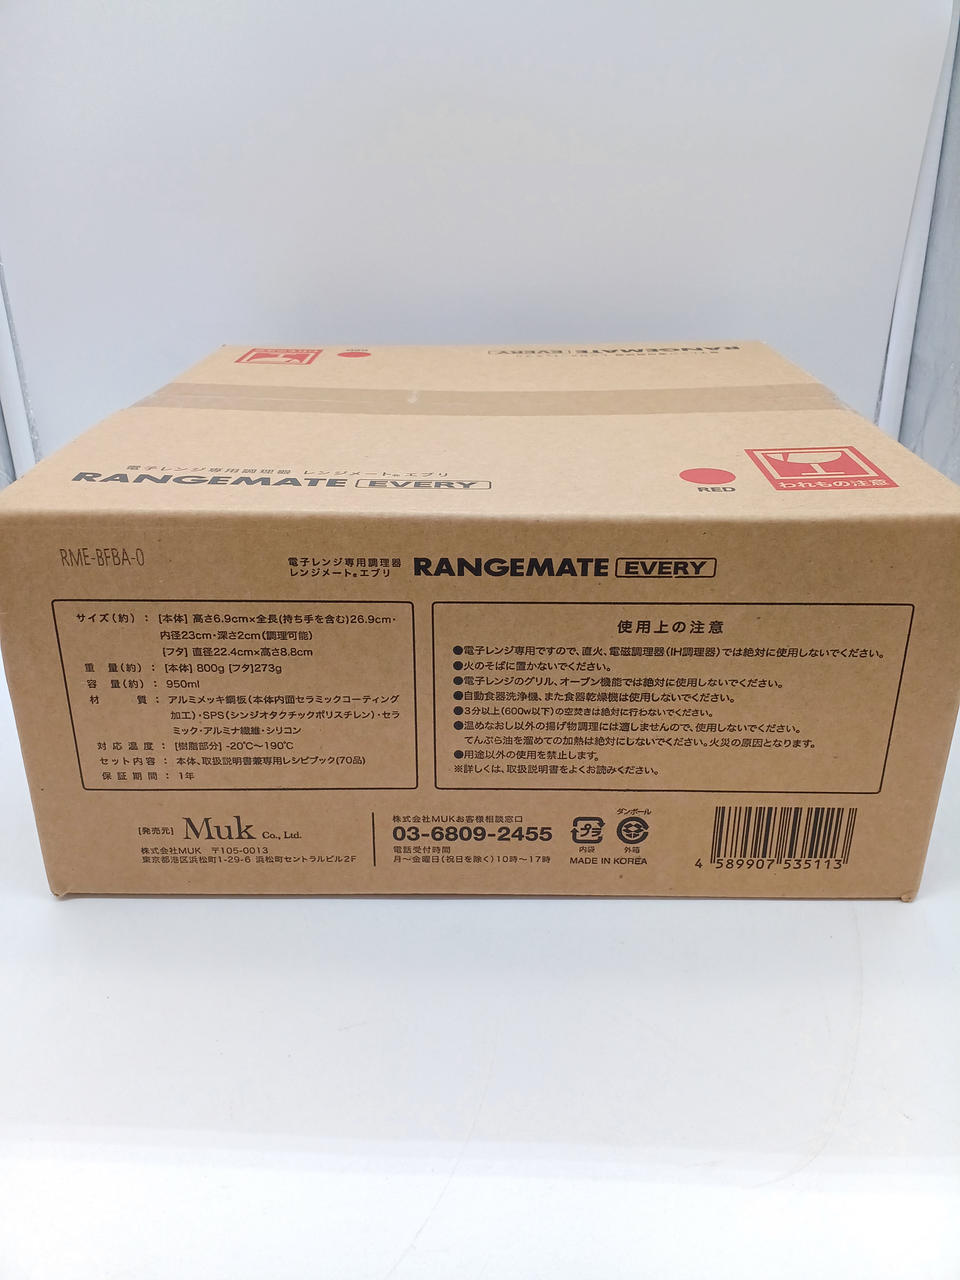 われもの注意
RED
RANGEMATE EVERY
電子レンジ専用調理器 レンジメート®エブリ
RANGEMATE EVERY
RED
われもの注意
RME-BFBA-0
電子レンジ専用調理器
レンジメート®エブリ
RANGEMATE EVERY
サイズ(約)：[本体] 高さ6.9cm×全長(持ち手を含む)26.9cm・
内径23cm・深さ2cm(調理可能)
[フタ] 直径22.4cm×高さ8.8cm
重量(約)：[本体] 800g [フタ]273g
容量(約)：950ml
材質：アルミメッキ鋼板(本体内面セラミックコーティング
加工)・SPS(シンジオタクチックポリスチレン)・セラ
ミック・アルミナ繊維・シリコン
対応温度：[樹脂部分] -20℃〜190℃
セット内容：本体、取扱説明書兼専用レシピブック(70品)
保証期間：1年
使用上の注意
●電子レンジ専用ですので、直火、電磁調理器(IH調理器)では絶対に使用しないでください。
●火のそばに置かないでください。
●電子レンジのグリル、オーブン機能では絶対に使用しないでください。
●自動食器洗浄機、また食器乾燥機は使用しないでください。
●3分以上(600w以下)の空焚きは絶対に行わないでください。
●温めなおし以外の揚げ物調理には適しませんので、使用しないでください。
てんぷら油を溜めての加熱は絶対にしないでください。火災の原因となります。
●用途以外の使用を禁止します。
※詳しくは、取扱説明書をよくお読みください。
[発売元] Muk Co., Ltd.
株式会社MUK 〒105-0013
東京都港区浜松町1-29-6 浜松町セントラルビル2F
株式会社MUKお客様相談窓口
03-6809-2455
電話受付時間
月〜金曜日(祝日を除く)10時〜17時
プラ
内袋
ダンボール
外箱
MADE IN KOREA
4 589907 535113